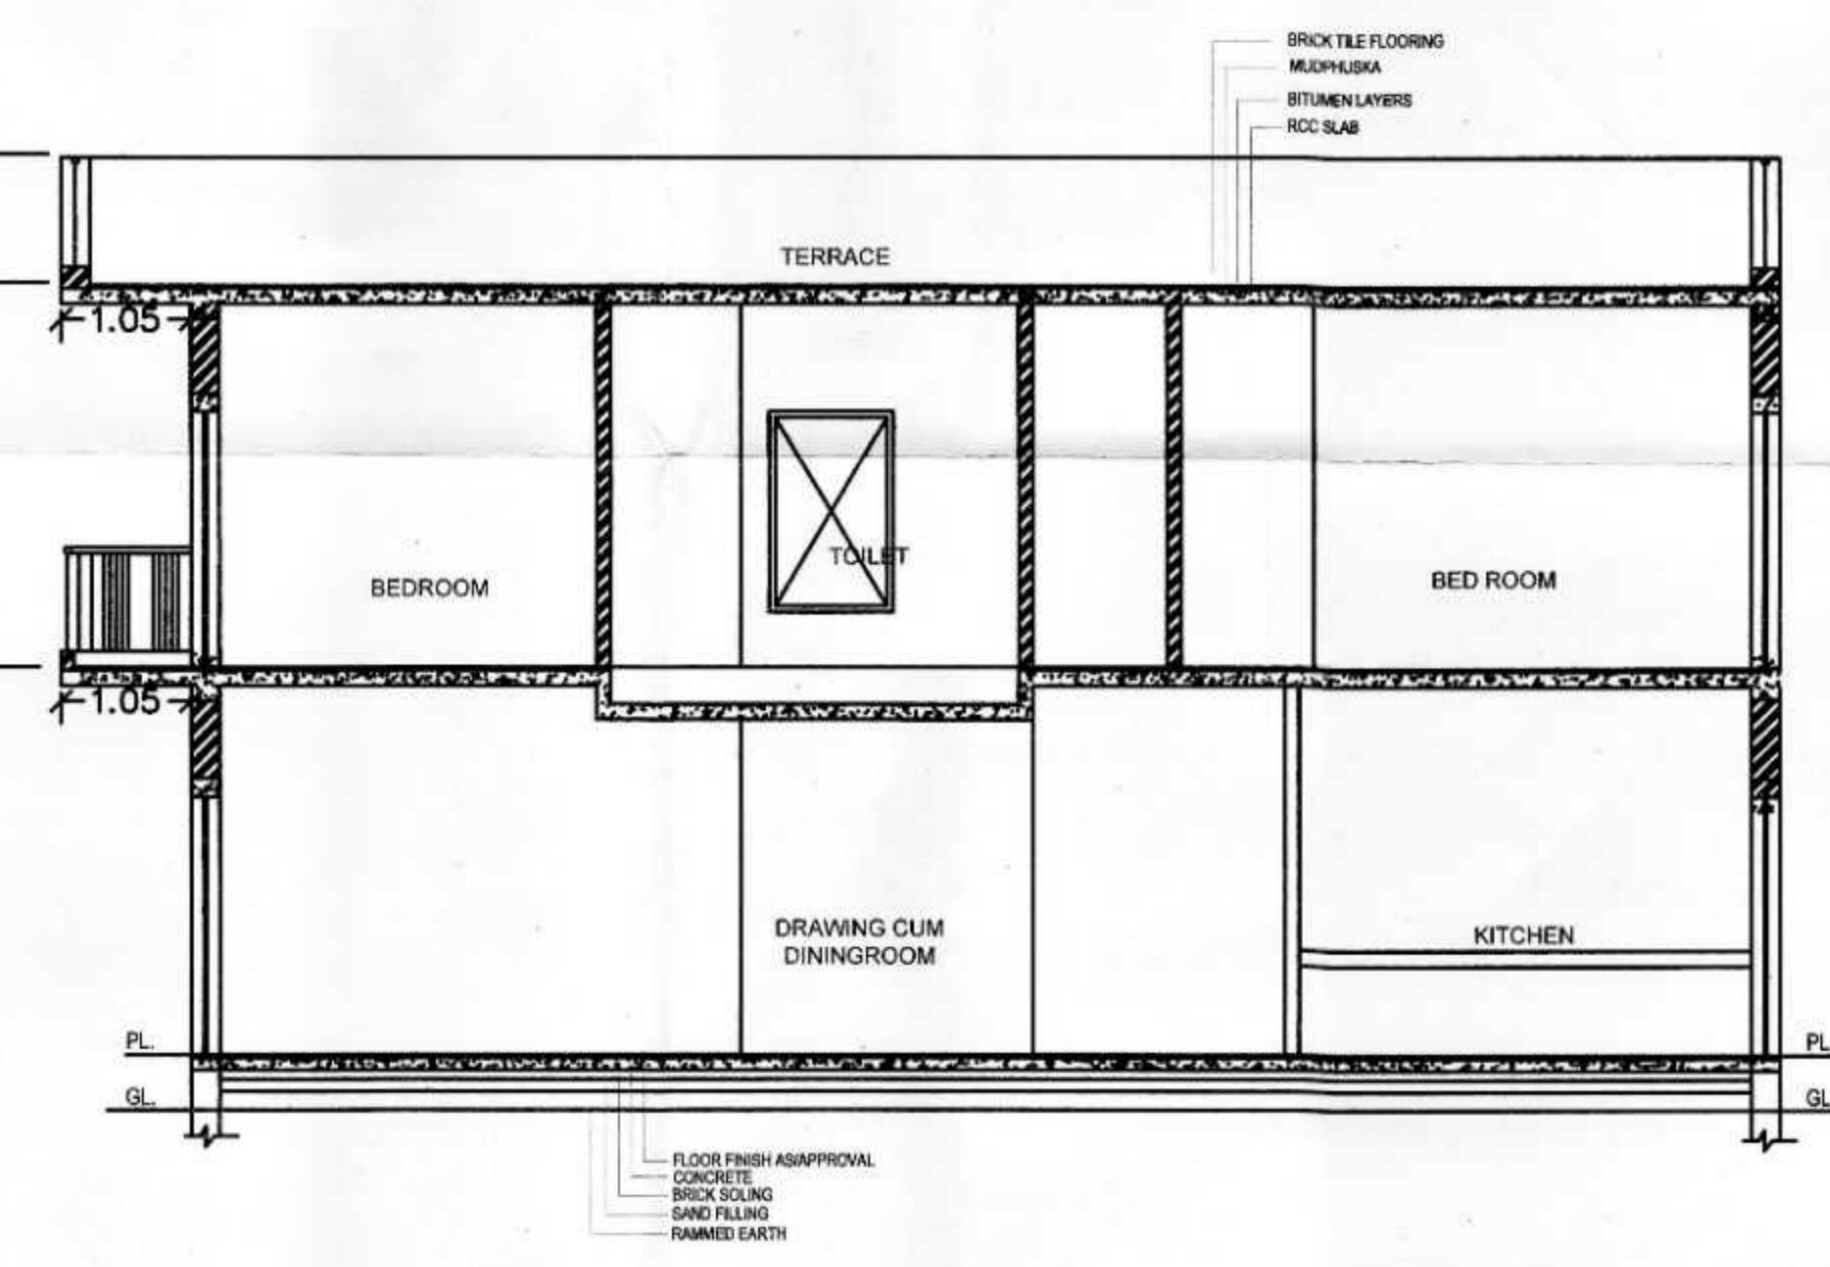 BRICK TILE FLOORING
MUDPHUSKA
BITUMEN LAYERS
RCC SLAB
TERRACE
1.05
TOILET
BEDROOM
BED ROOM
1.05
DRAWING CUM
DININGROOM
KITCHEN
PL.
PL
GL.
GL
FLOOR FINISH AS/APPROVAL
CONCRETE
BRICK SOLING
SAND FILLING
RAMMED EARTH